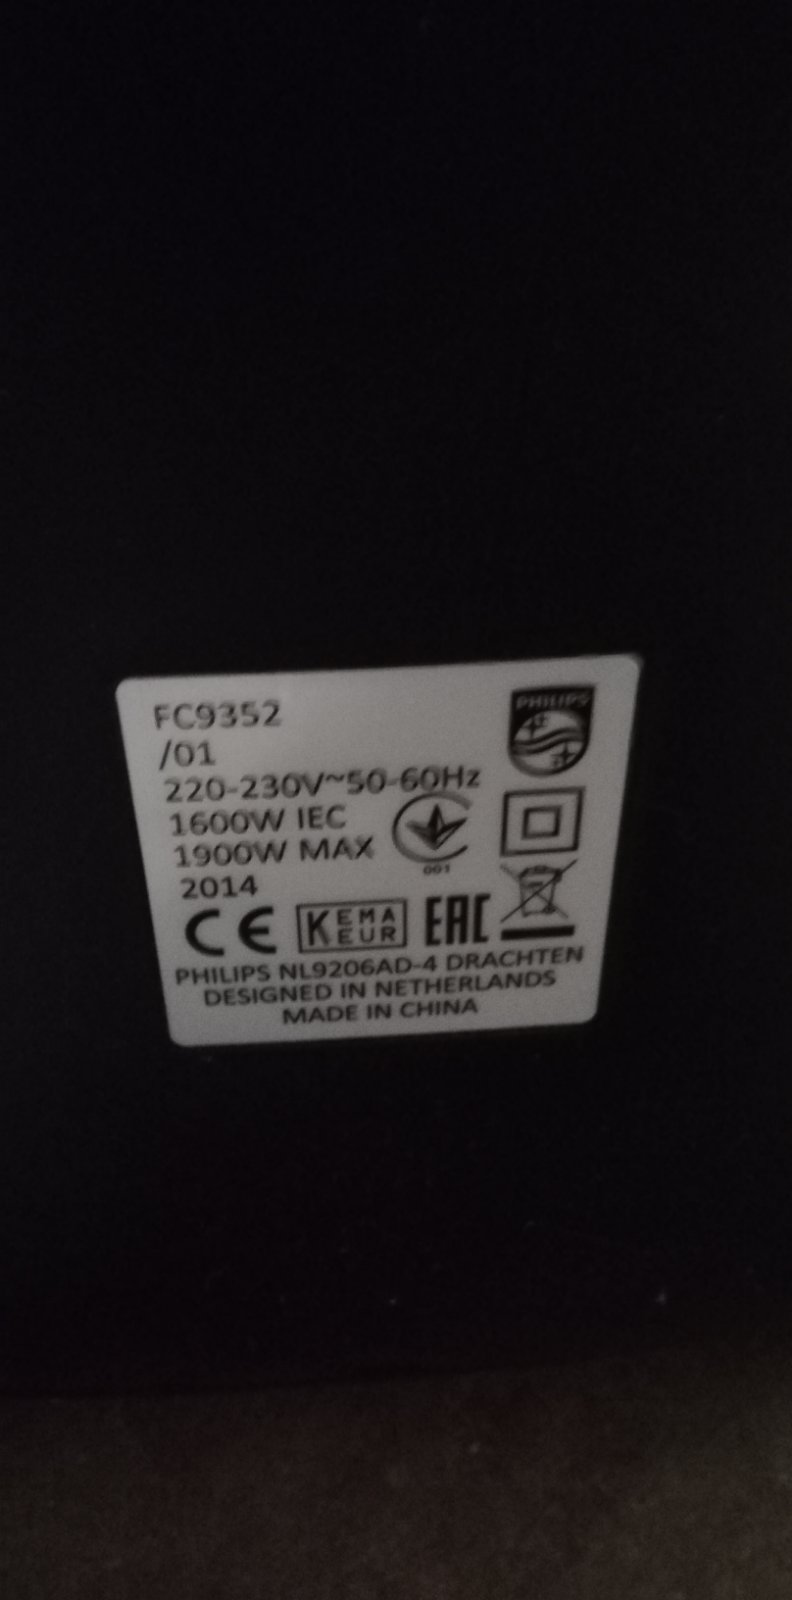 FC9352
/01
220-230V~50-60Hz
1600W IEC
1900W MAX
2014
PHILIPS
001
CE KEMA EUR EAC
PHILIPS NL9206AD-4 DRACHTEN
DESIGNED IN NETHERLANDS
MADE IN CHINA